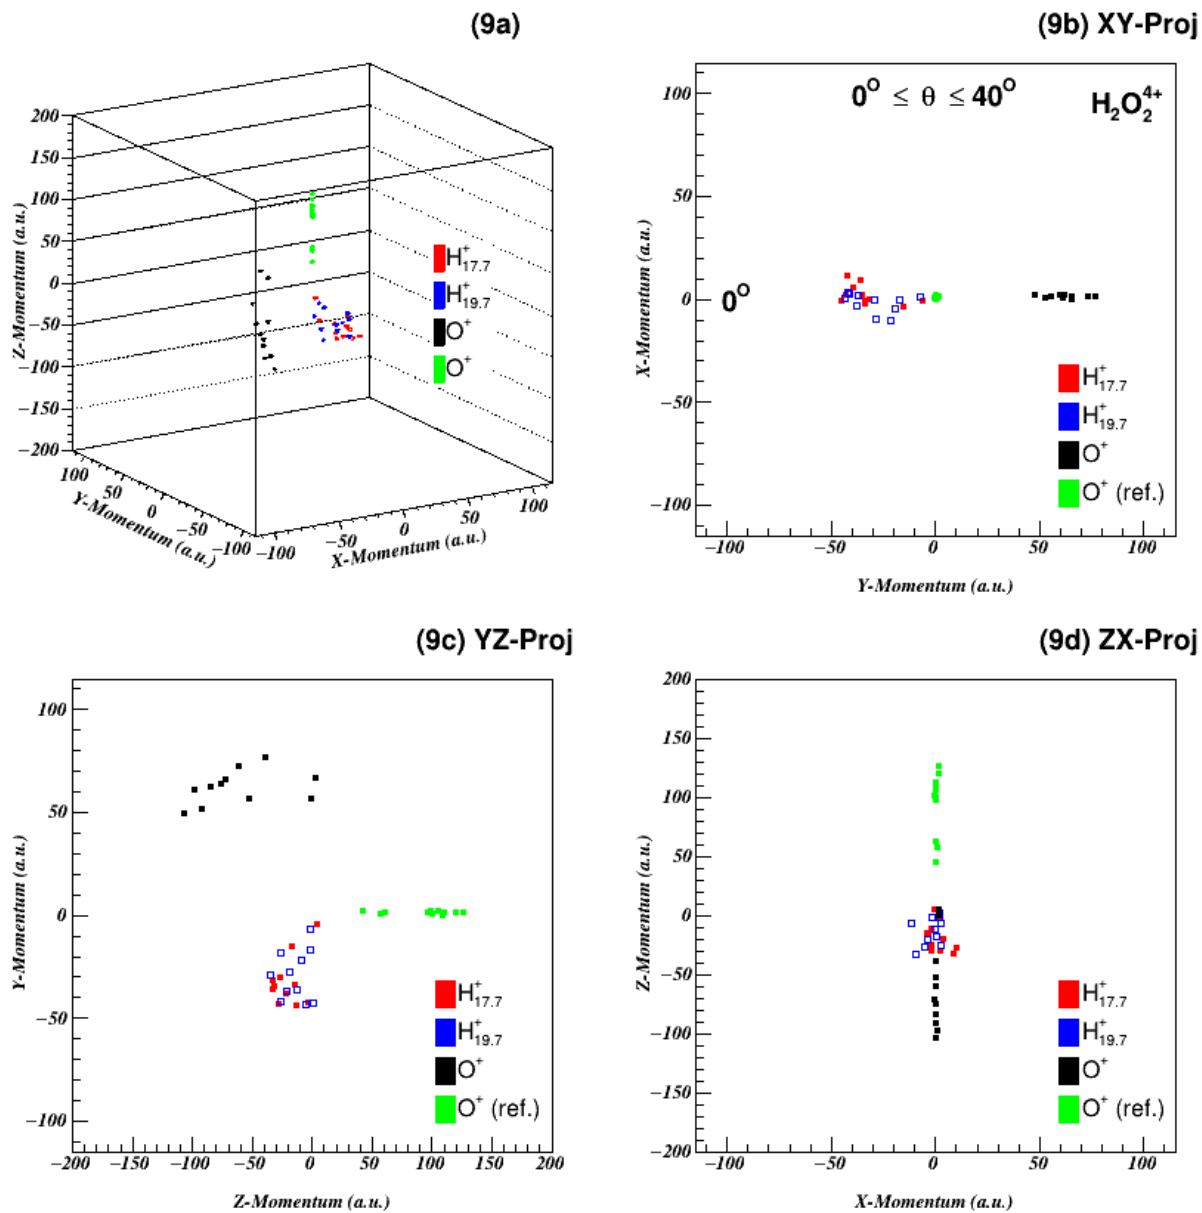 (9a)
200
150
100
50
0
−50
−100
−150
−200
Z-Momentum (a.u.)
100
50
0
−50
−100
Y-Momentum (a.u.)
−100
−50
0
50
100
X-Momentum (a.u.)
H⁺17.7
H⁺19.7
O⁺
O⁺
(9b) XY-Proj
0⁰ ≤ θ ≤ 40⁰
H₂O₂⁴⁺
0⁰
100
50
0
−50
−100
X-Momentum (a.u.)
−100
−50
0
50
100
Y-Momentum (a.u.)
H⁺17.7
H⁺19.7
O⁺
O⁺ (ref.)
(9c) YZ-Proj
100
50
0
−50
−100
Y-Momentum (a.u.)
−200
−150
−100
−50
0
50
100
150
200
Z-Momentum (a.u.)
H⁺17.7
H⁺19.7
O⁺
O⁺ (ref.)
(9d) ZX-Proj
200
150
100
50
0
−50
−100
−150
−200
Z-Momentum (a.u.)
−100
−50
0
50
100
X-Momentum (a.u.)
H⁺17.7
H⁺19.7
O⁺
O⁺ (ref.)